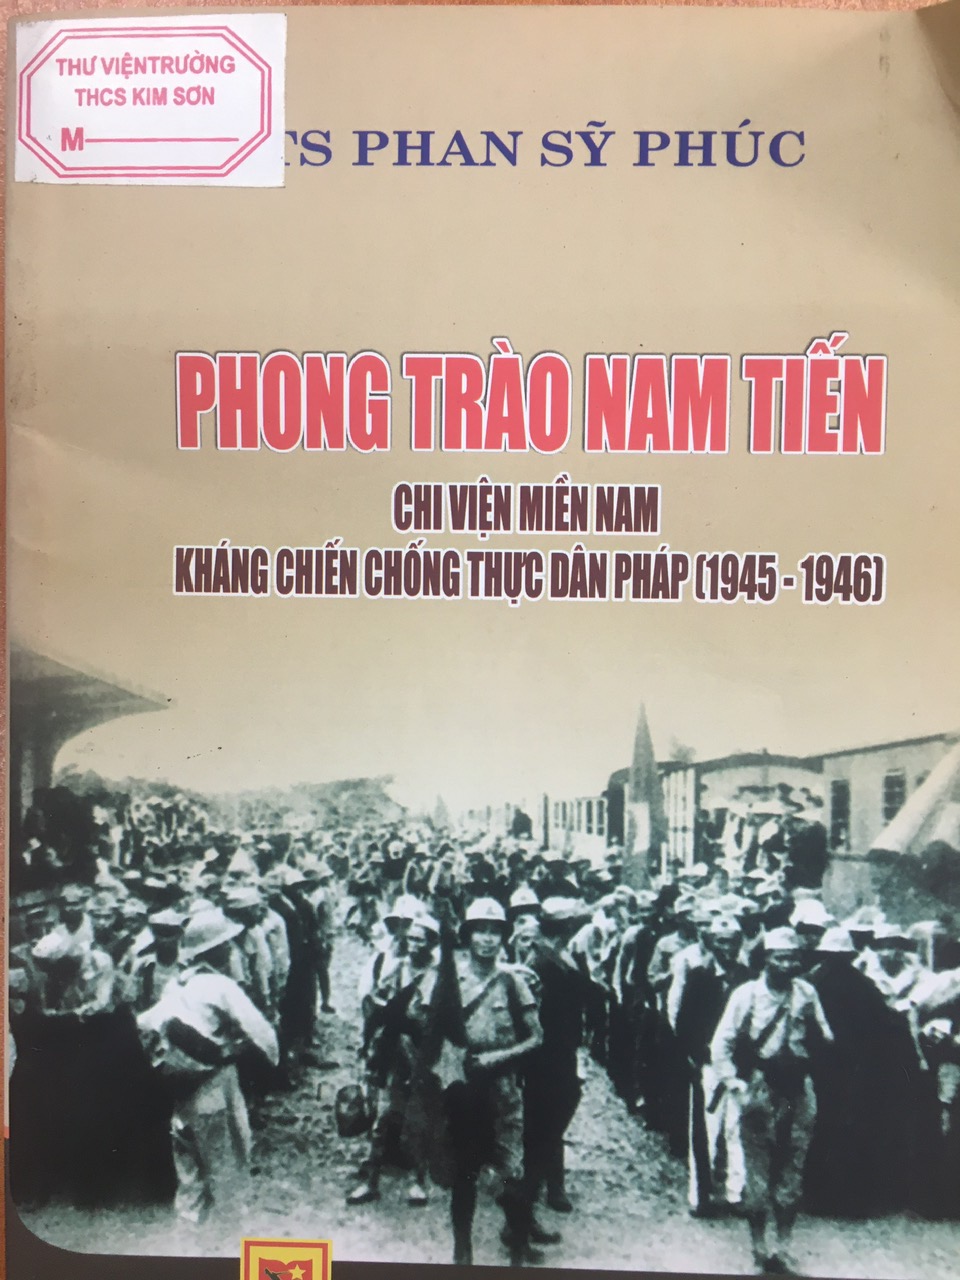 THƯ VIỆNTRƯỜNG
THCS KIM SƠN
M
TS PHAN SỸ PHÚC
PHONG TRÀO NAM TIẾN
CHI VIỆN MIỀN NAM
KHÁNG CHIẾN CHỐNG THỰC DÂN PHÁP (1945 - 1946)